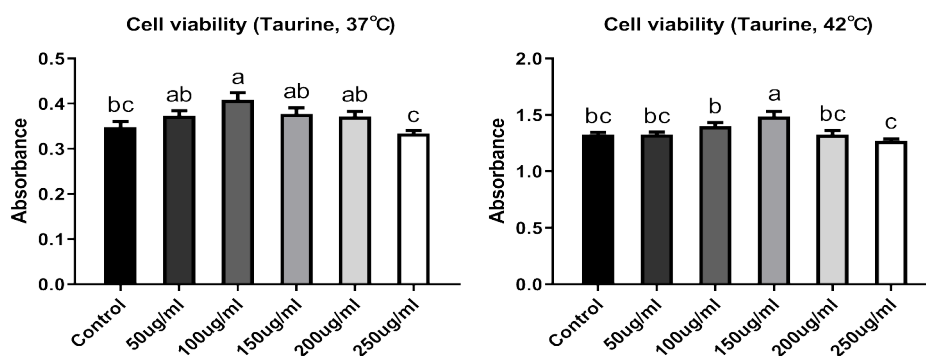 Cell viability (Taurine, 37℃)
Absorbance
0.5
0.4
0.3
0.2
0.1
0.0
bc
ab
a
ab
ab
c
Control
50ug/ml
100ug/ml
150ug/ml
200ug/ml
250ug/ml
Cell viability (Taurine, 42℃)
Absorbance
2.0
1.5
1.0
0.5
0.0
bc
bc
b
a
bc
c
Control
50ug/ml
100ug/ml
150ug/ml
200ug/ml
250ug/ml